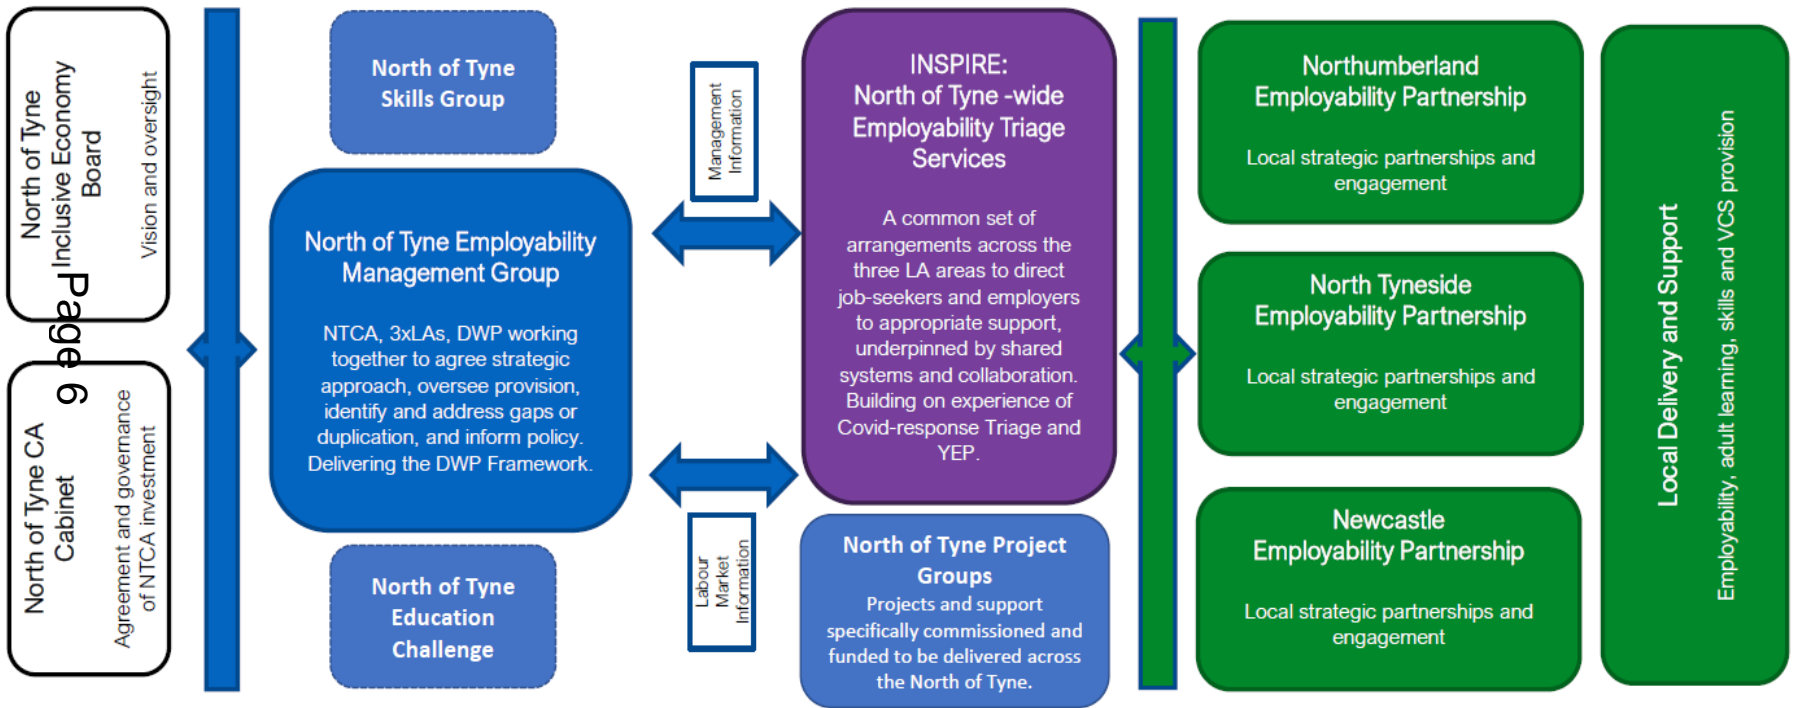 North of Tyne
Inclusive Economy
Board
Vision and oversight
Page 6
North of Tyne CA
Cabinet
Agreement and governance
of NTCA investment
North of Tyne
Skills Group
North of Tyne Employability
Management Group
NTCA, 3xLAs, DWP working
together to agree strategic
approach, oversee provision,
identify and address gaps or
duplication, and inform policy.
Delivering the DWP Framework.
North of Tyne
Education
Challenge
Management
Information
Labour
Market
Information
INSPIRE:
North of Tyne -wide
Employability Triage
Services
A common set of
arrangements across the
three LA areas to direct
job-seekers and employers
to appropriate support,
underpinned by shared
systems and collaboration.
Building on experience of
Covid-response Triage and
YEP.
North of Tyne Project
Groups
Projects and support
specifically commissioned and
funded to be delivered across
the North of Tyne.
Northumberland
Employability Partnership
Local strategic partnerships and
engagement
North Tyneside
Employability Partnership
Local strategic partnerships and
engagement
Newcastle
Employability Partnership
Local strategic partnerships and
engagement
Local Delivery and Support
Employability, adult learning, skills and VCS provision